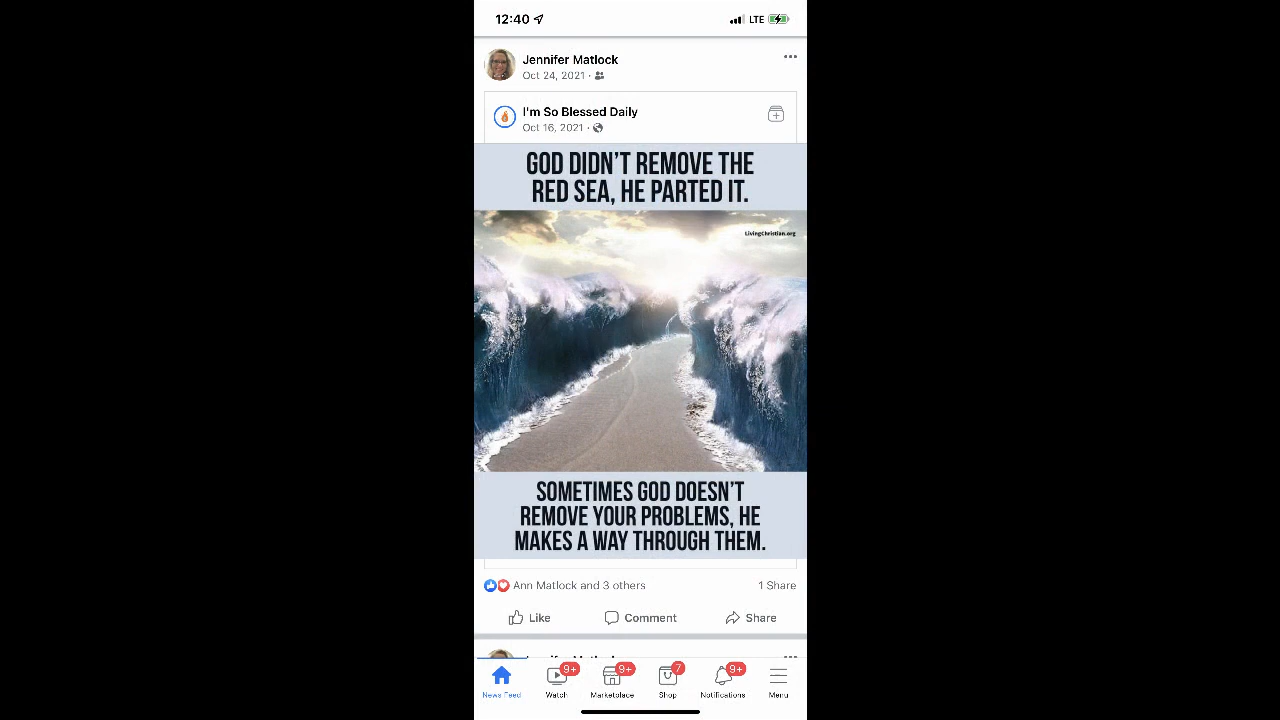 12:40
LTE
Jennifer Matlock
Oct 24, 2021 ·
I'm So Blessed Daily
Oct 16, 2021 ·
GOD DIDN'T REMOVE THE
RED SEA, HE PARTED IT.
LivingChristian.org
SOMETIMES GOD DOESN'T
REMOVE YOUR PROBLEMS, HE
MAKES A WAY THROUGH THEM.
Ann Matlock and 3 others 1 Share
Like Comment Share
9+ 9+ 7 9+
News Feed Watch Marketplace Shop Notifications Menu